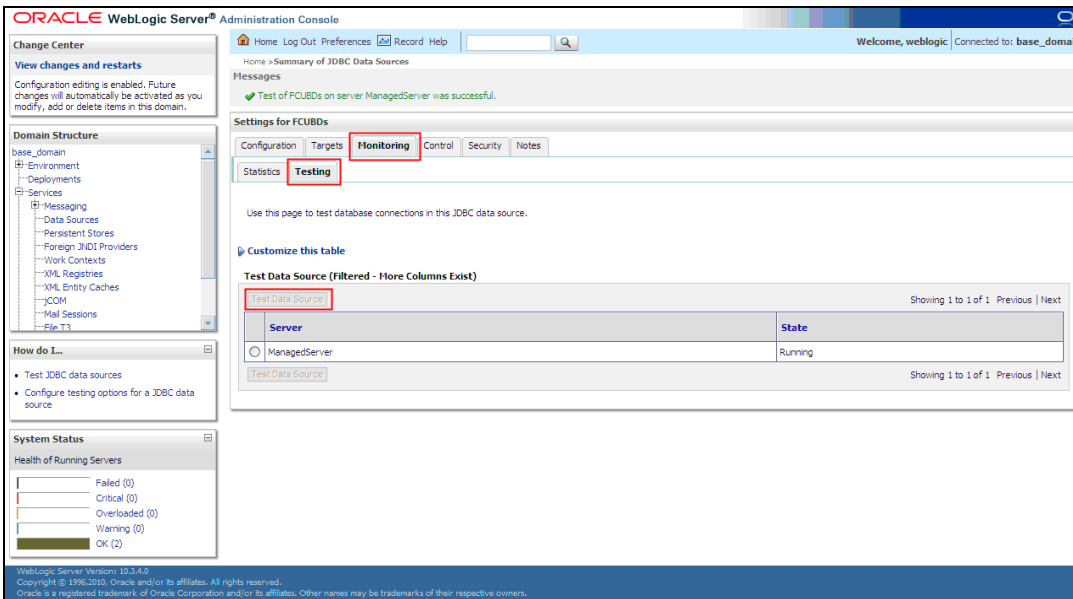 ORACLE WebLogic Server® Administration Console
Change Center
View changes and restarts
Configuration editing is enabled. Future
changes will automatically be activated as you
modify, add or delete items in this domain.
Domain Structure
base_domain
Environment
Deployments
Services
Messaging
Data Sources
Persistent Stores
Foreign JNDI Providers
Work Contexts
XML Registries
XML Entity Caches
jCOM
Mail Sessions
File T3
How do I...
Test JDBC data sources
Configure testing options for a JDBC data
source
System Status
Health of Running Servers
Failed (0)
Critical (0)
Overloaded (0)
Warning (0)
OK (2)
Home Log Out Preferences Record Help
Welcome, weblogic Connected to: base_domai
Home >Summary of JDBC Data Sources
Messages
Test of FCUBDs on server ManagedServer was successful.
Settings for FCUBDs
Configuration Targets Monitoring Control Security Notes
Statistics Testing
Use this page to test database connections in this JDBC data source.
Customize this table
Test Data Source (Filtered - More Columns Exist)
Test Data Source Showing 1 to 1 of 1 Previous | Next
Server State
ManagedServer Running
Test Data Source Showing 1 to 1 of 1 Previous | Next
WebLogic Server Version: 10.3.4.0
Copyright © 1996,2010, Oracle and/or its affiliates. All rights reserved.
Oracle is a registered trademark of Oracle Corporation and/or its affiliates. Other names may be trademarks of their respective owners.